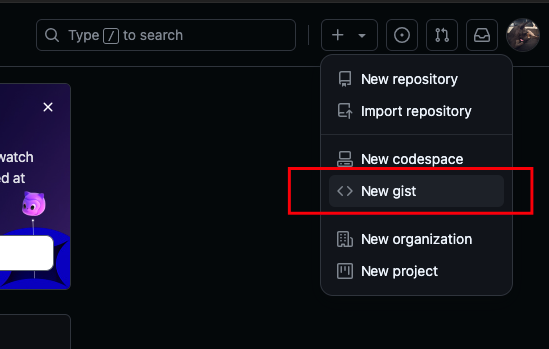 Type / to search
New repository
Import repository
watch
New codespace
ed at
New gist
New organization
New project